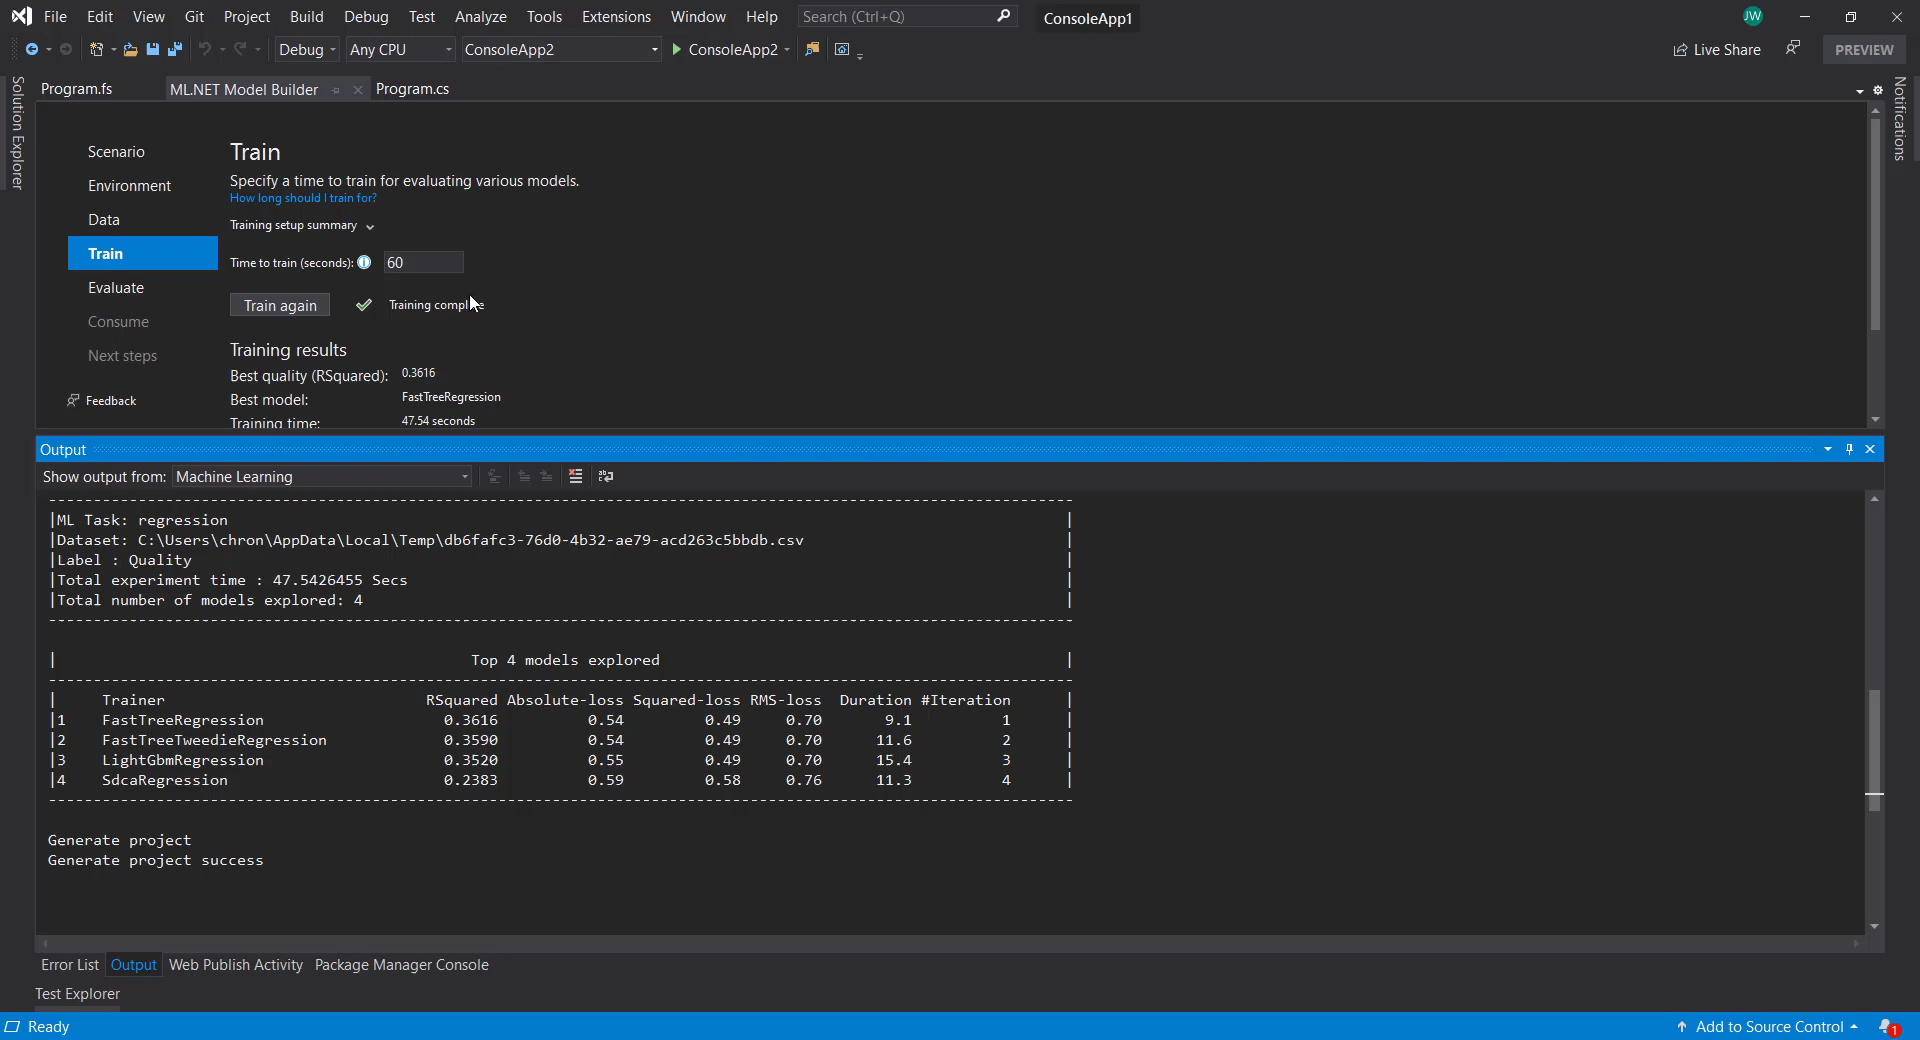 File Edit View Git Project Build Debug Test Analyze Tools Extensions Window Help Search (Ctrl+Q) ConsoleApp1 JW
Debug Any CPU ConsoleApp2 ConsoleApp2 Live Share PREVIEW
Solution Explorer
Program.fs ML.NET Model Builder Program.cs
Notifications
Scenario
Environment
Data
Train
Evaluate
Consume
Next steps
Feedback
Train
Specify a time to train for evaluating various models.
How long should I train for?
Training setup summary
Time to train (seconds): 60
Train again Training
Training results
Best quality (RSquared): 0.3616
Best model: FastTreeRegression
Training time: 47.54 seconds
Output
Show output from: Machine Learning
------------------------------------------------------------------------------------------------------------------
|ML Task: regression |
|Dataset: C:\Users\chron\AppData\Local\Temp\db6fafc3-76d0-4b32-ae79-acd263c5bbdb.csv |
|Label : Quality |
|Total experiment time : 47.5426455 Secs |
|Total number of models explored: 4 |
------------------------------------------------------------------------------------------------------------------
| Top 4 models explored |
------------------------------------------------------------------------------------------------------------------
| Trainer RSquared Absolute-loss Squared-loss RMS-loss Duration #Iteration |
|1 FastTreeRegression 0.3616 0.54 0.49 0.70 9.1 1 |
|2 FastTreeTweedieRegression 0.3590 0.54 0.49 0.70 11.6 2 |
|3 LightGbmRegression 0.3520 0.55 0.49 0.70 15.4 3 |
|4 SdcaRegression 0.2383 0.59 0.58 0.76 11.3 4 |
------------------------------------------------------------------------------------------------------------------
Generate project
Generate project success
Error List Output Web Publish Activity Package Manager Console
Test Explorer
Ready Add to Source Control 1